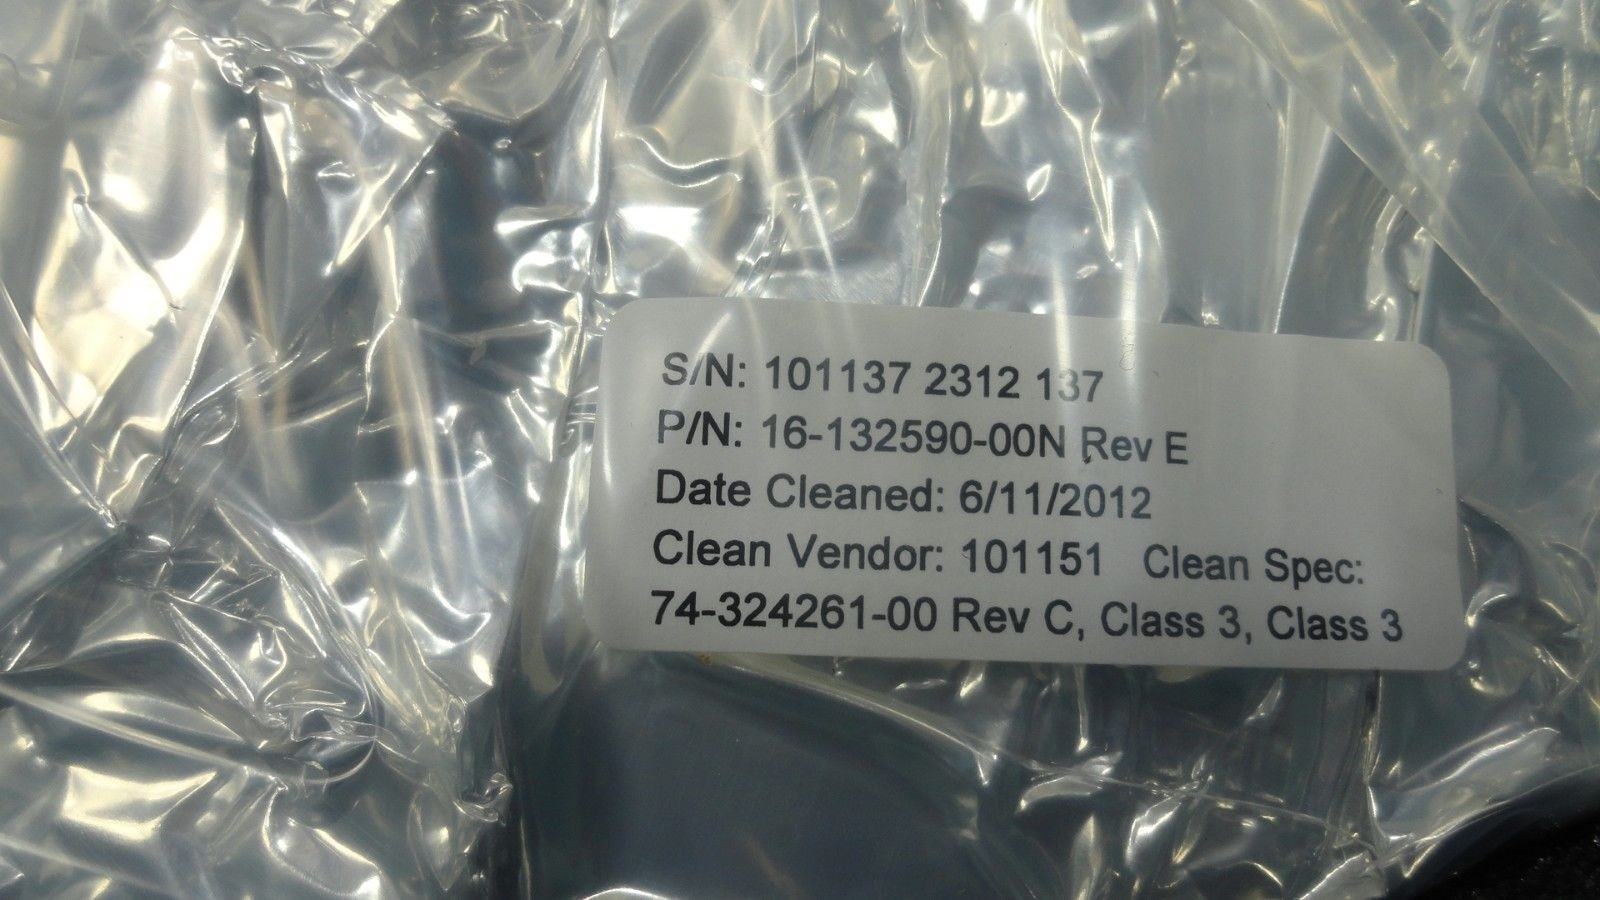 S/N: 101137 2312 137
P/N: 16-132590-00N Rev E
Date Cleaned: 6/11/2012
Clean Vendor: 101151 Clean Spec:
74-324261-00 Rev C, Class 3, Class 3